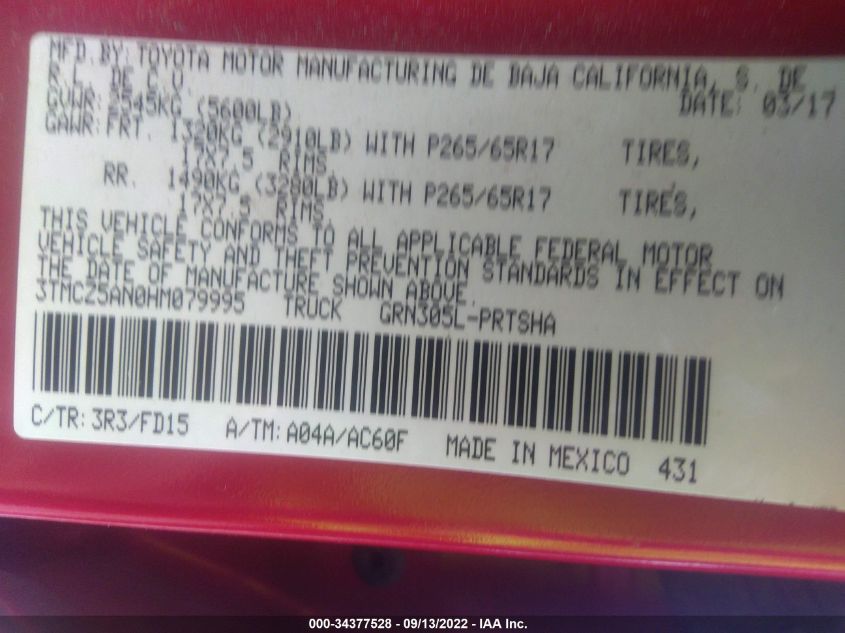 MFD. BY: TOYOTA MOTOR MANUFACTURING DE BAJA CALIFORNIA, S. DE
R.L. DE C.V. DATE: 03/17
GVWR: 2545KG (5600LB)
GAWR: FRT. 1320KG (2910LB) WITH P265/65R17 TIRES,
17X7.5 RIMS
RR. 1490KG (3280LB) WITH P265/65R17 TIRES,
17X7.5 RIMS
THIS VEHICLE CONFORMS TO ALL APPLICABLE FEDERAL MOTOR
VEHICLE SAFETY AND THEFT PREVENTION STANDARDS IN EFFECT ON
THE DATE OF MANUFACTURE SHOWN ABOVE.
3TMCZ5AN0HM079995 TRUCK GRN305L-PRTSHA
C/TR: 3R3/FD15 A/TM: A04A/AC60F MADE IN MEXICO 431
000-34377528 - 09/13/2022 - IAA Inc.